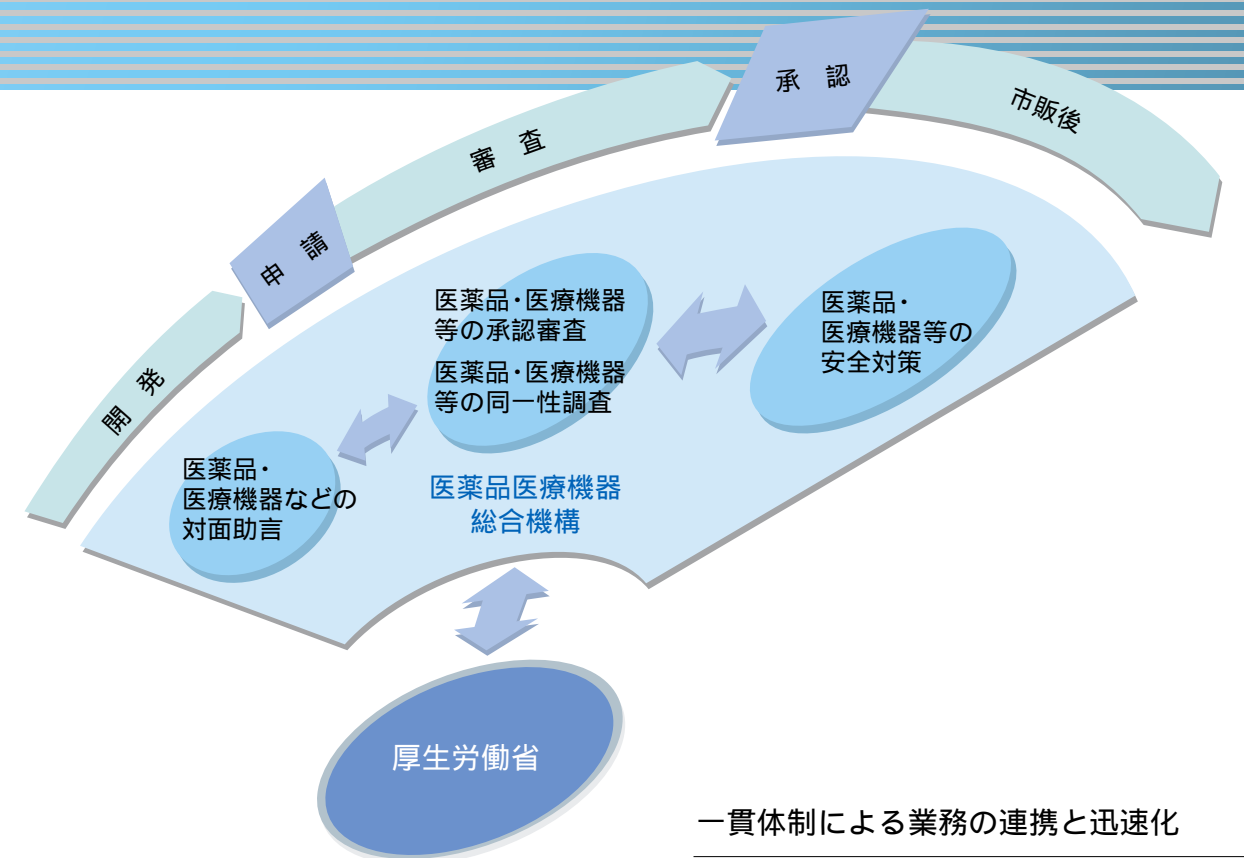 開 発
申 請
審 査
承 認
市販後
医薬品・
医療機器などの
対面助言
医薬品・医療機器
等の承認審査
医薬品・医療機器
等の同一性調査
医薬品・
医療機器等の
安全対策
医薬品医療機器
総合機構
厚生労働省
一貫体制による業務の連携と迅速化